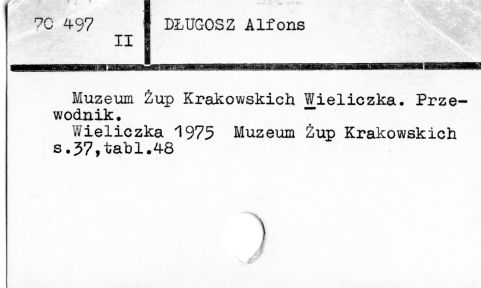 70 497
II
DŁUGOSZ Alfons
Muzeum Żup Krakowskich Wieliczka. Prze-
wodnik.
Wieliczka 1975 Muzeum Żup Krakowskich
s.37,tabl.48